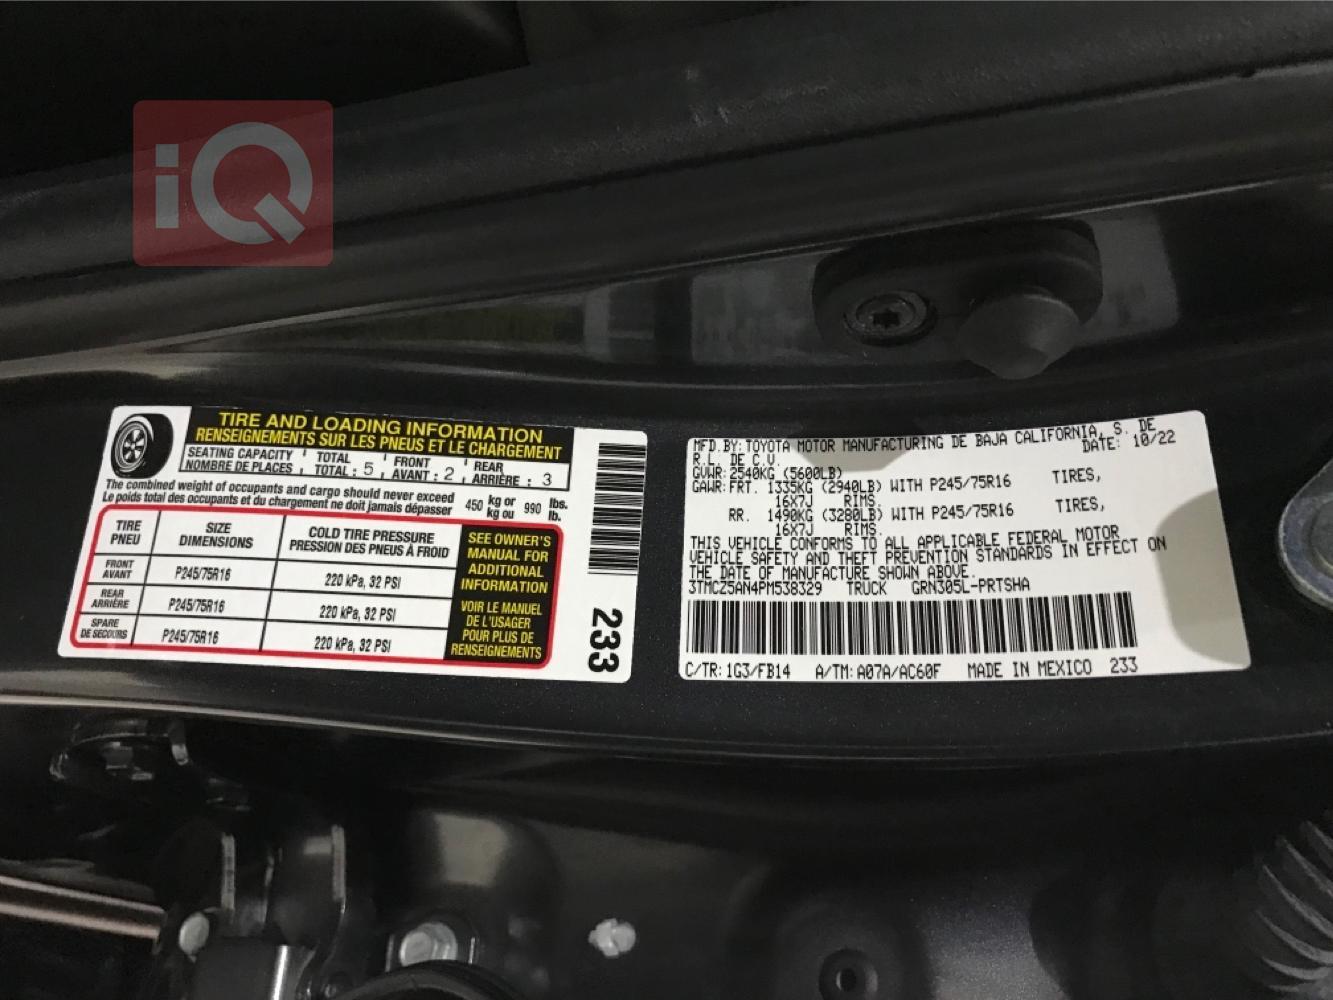 iQ
TIRE AND LOADING INFORMATION
RENSEIGNEMENTS SUR LES PNEUS ET LE CHARGEMENT
SEATING CAPACITY TOTAL FRONT REAR
NOMBRE DE PLACES TOTAL : 5 AVANT : 2 ARRIÈRE : 3
The combined weight of occupants and cargo should never exceed 450 kg or 990 lbs.
Le poids total des occupants et du chargement ne doit jamais dépasser kg ou lb.
TIRE SIZE COLD TIRE PRESSURE
PNEU DIMENSIONS PRESSION DES PNEUS À FROID
FRONT
AVANT P245/75R16 220 kPa, 32 PSI
REAR
ARRIÈRE P245/75R16 220 kPa, 32 PSI
SPARE
DE SECOURS P245/75R16 220 kPa, 32 PSI
SEE OWNER'S
MANUAL FOR
ADDITIONAL
INFORMATION
VOIR LE MANUEL
DE L'USAGER
POUR PLUS DE
RENSEIGNEMENTS
233
MFD. BY: TOYOTA MOTOR MANUFACTURING DE BAJA CALIFORNIA, S. DE
R.L. DE C.V. DATE: 10/22
GVWR: 2540KG (5600LB)
GAWR: FRT. 1335KG (2940LB) WITH P245/75R16 TIRES,
16X7J RIMS.
RR. 1490KG (3280LB) WITH P245/75R16 TIRES,
16X7J RIMS.
THIS VEHICLE CONFORMS TO ALL APPLICABLE FEDERAL MOTOR
VEHICLE SAFETY AND THEFT PREVENTION STANDARDS IN EFFECT ON
THE DATE OF MANUFACTURE SHOWN ABOVE.
3TMCZ5AN4PM538329 TRUCK GRN305L-PRTSHA
C/TR: 1G3/FB14 A/TM: A07A/AC60F MADE IN MEXICO 233